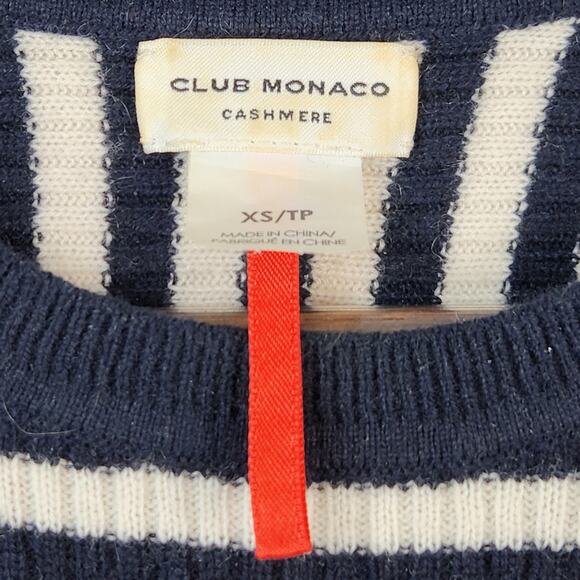 CLUB MONACO
CASHMERE
XS/TP
MADE IN CHINA/
FABRIQUÉ EN CHINE